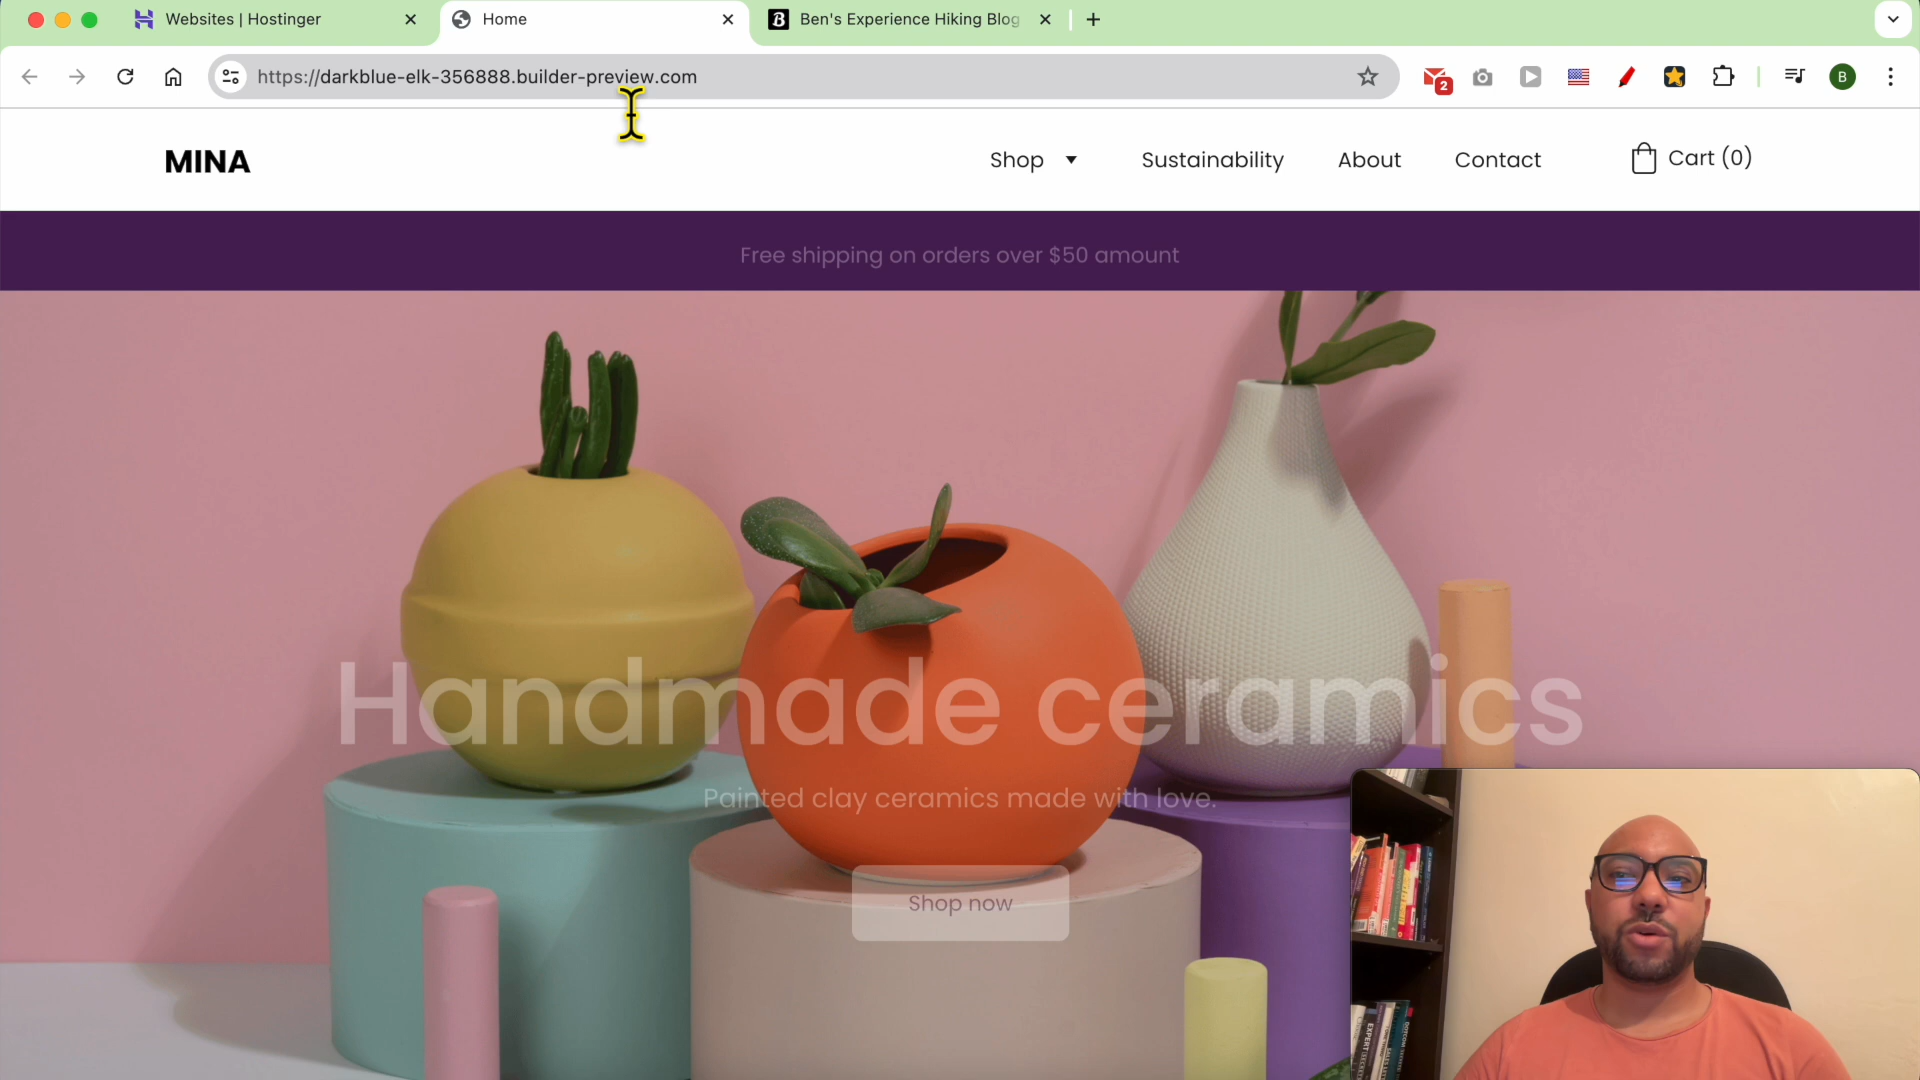 Websites | Hostinger
Home
Ben's Experience Hiking Blog
https://darkblue-elk-356888.builder-preview.com
2
B
MINA
Shop
Sustainability
About
Contact
Cart (0)
Free shipping on orders over $50 amount
Handmade ceramics
Painted clay ceramics made with love.
Shop now